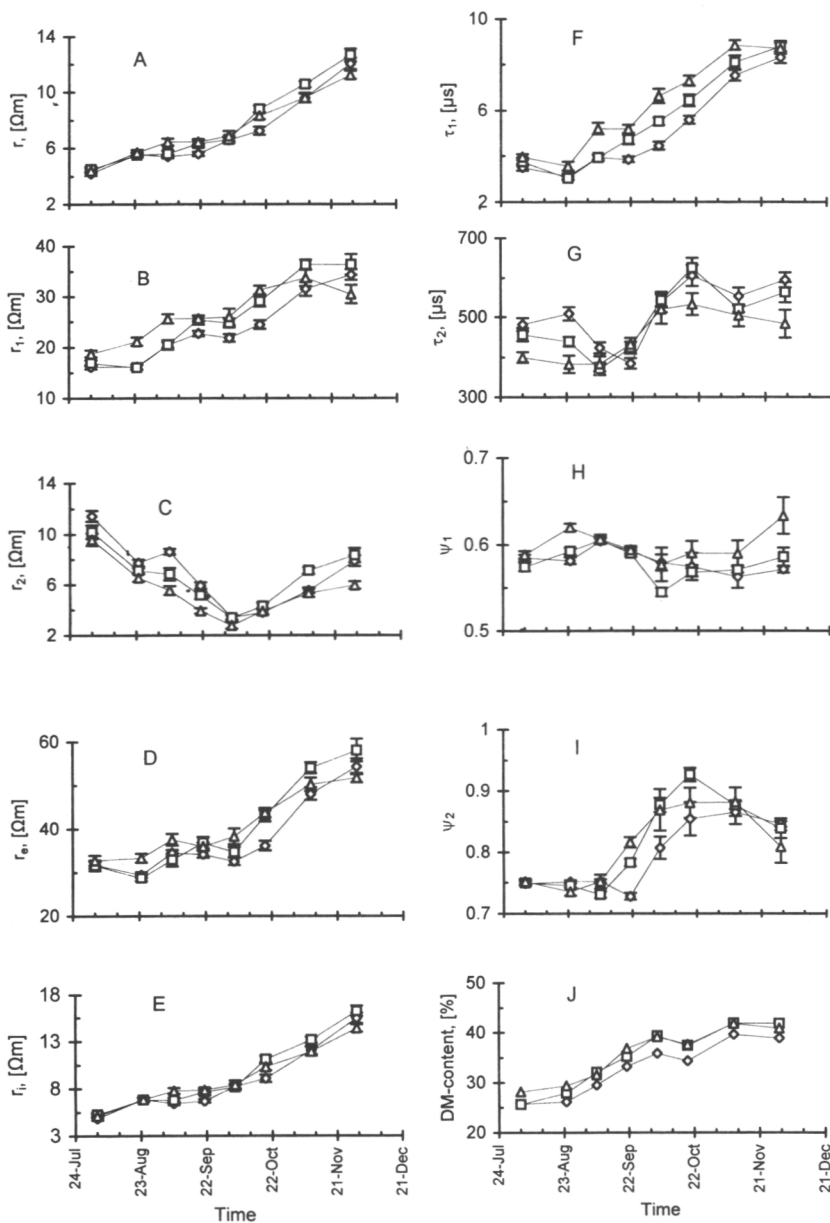 A
r, [Ωm]
14
10
6
2
B
r₁, [Ωm]
40
30
20
10
C
r₂, [Ωm]
14
10
6
2
D
rₑ, [Ωm]
60
40
20
E
rᵢ, [Ωm]
18
13
8
3
24-Jul
23-Aug
22-Sep
22-Oct
21-Nov
21-Dec
Time
F
τ₁, [μs]
10
6
2
G
τ₂, [μs]
700
500
300
H
Ψ₁
0.7
0.6
0.5
I
Ψ₂
1
0.9
0.8
0.7
J
DM-content, [%]
50
40
30
20
24-Jul
23-Aug
22-Sep
22-Oct
21-Nov
21-Dec
Time